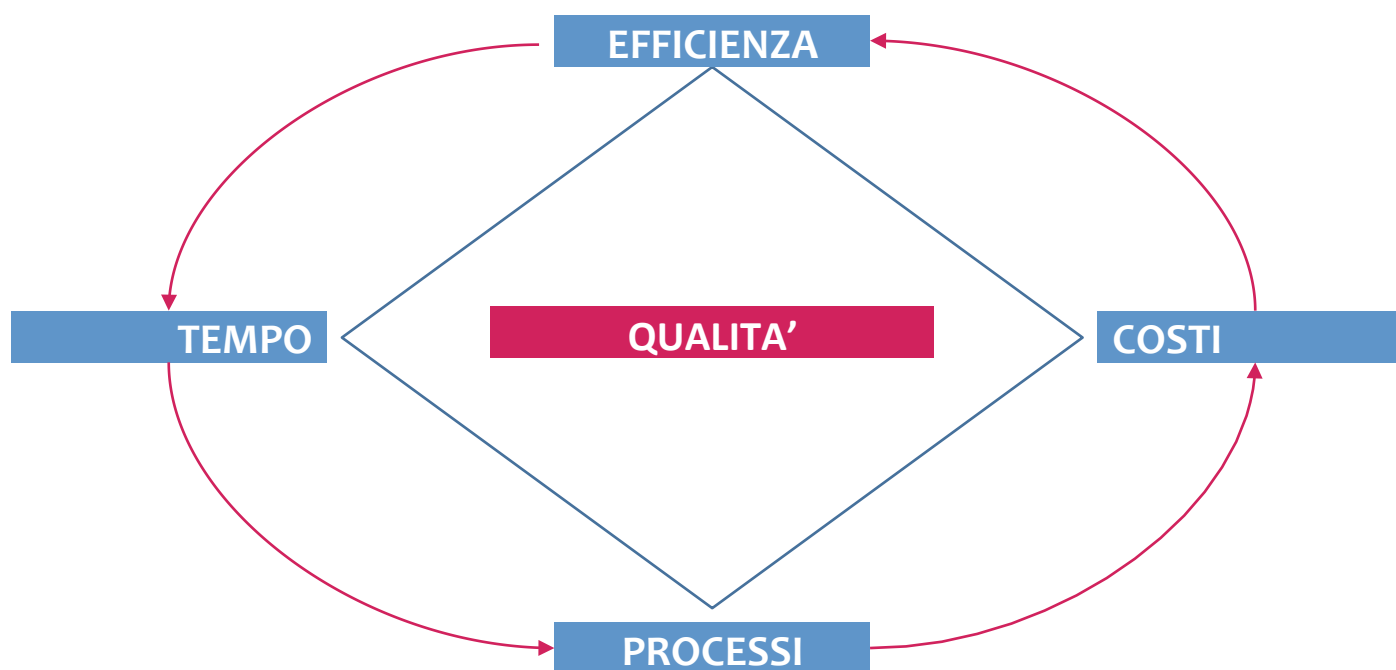 EFFICIENZA
TEMPO
QUALITA’
COSTI
PROCESSI